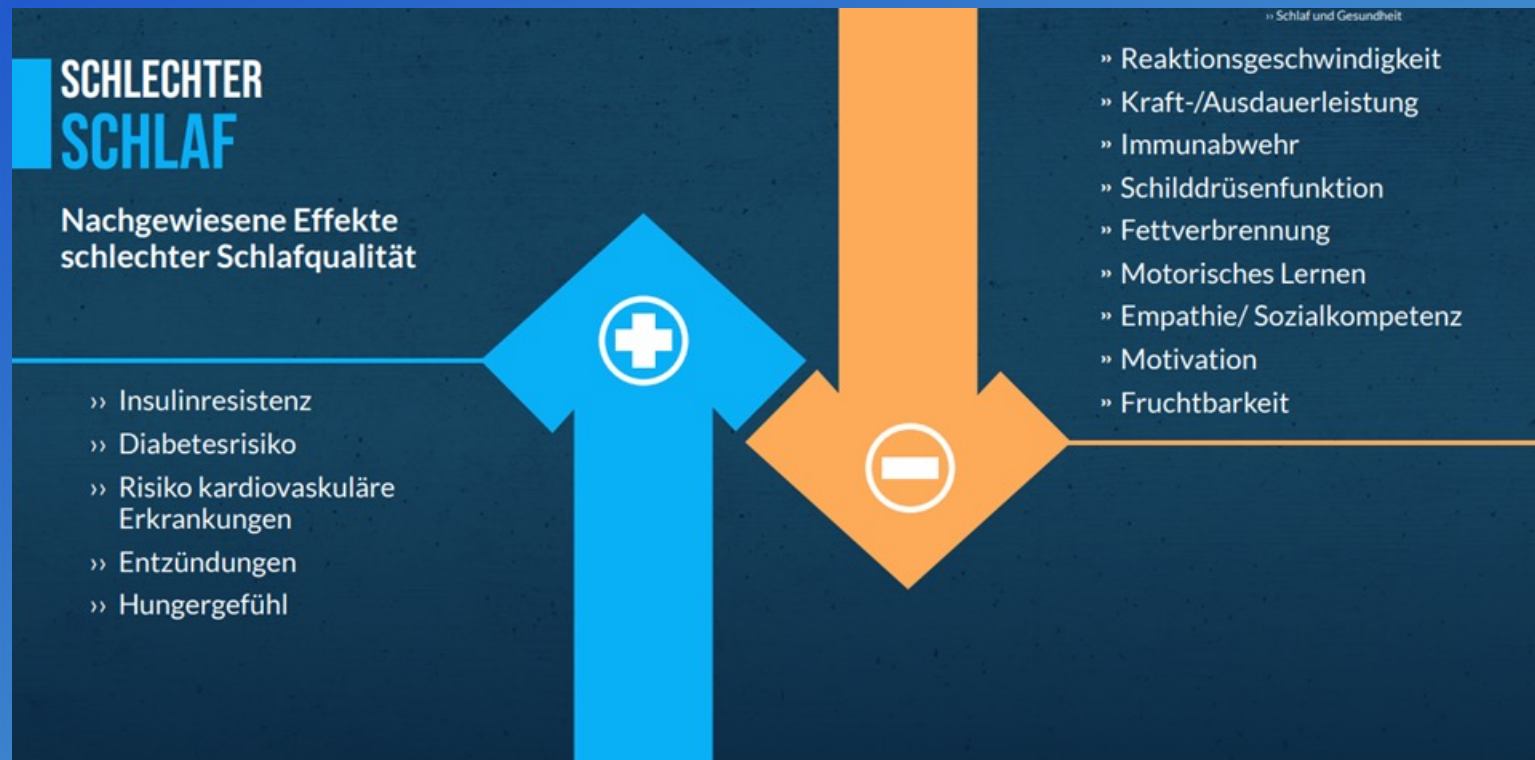 SCHLECHTER
SCHLAF
Nachgewiesene Effekte
schlechter Schlafqualität
›› Insulinresistenz
›› Diabetesrisiko
›› Risiko kardiovaskuläre
Erkrankungen
›› Entzündungen
›› Hungergefühl
›› Schlaf und Gesundheit
» Reaktionsgeschwindigkeit
» Kraft-/Ausdauerleistung
» Immunabwehr
» Schilddrüsenfunktion
» Fettverbrennung
» Motorisches Lernen
» Empathie/ Sozialkompetenz
» Motivation
» Fruchtbarkeit